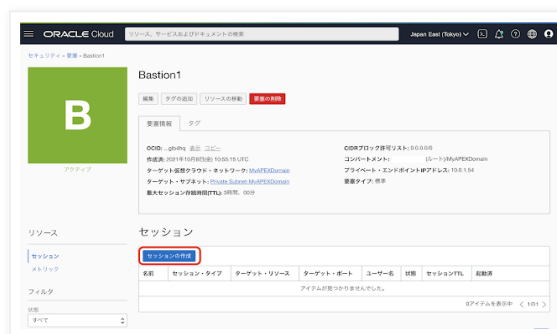 ORACLE Cloud
リソース、サービスおよびドキュメントの検索
Japan East (Tokyo)
セキュリティ » 要塞 » Bastion1
B
アクティブ
Bastion1
編集 タグの追加 リソースの移動 要塞の削除
要塞情報 タグ
OCID: ...gfo4hq 表示 コピー
作成済: 2021年10月8日(金) 10:55:15 UTC
ターゲット仮想クラウド・ネットワーク: MyAPEXDomain
ターゲット・サブネット: Private Subnet-MyAPEXDomain
最大セッション存続時間(TTL): 3時間、00分
CIDRブロック許可リスト: 0.0.0.0/0
コンパートメント: (ルート)/MyAPEXDomain
プライベート・エンドポイントIPアドレス: 10.0.1.54
要塞タイプ: 標準
リソース
セッション
メトリック
フィルタ
状態
すべて
セッション
セッションの作成
名前 セッション・タイプ ターゲット・リソース ターゲット・ポート ユーザー名 状態 セッションTTL 起動済
アイテムが見つかりませんでした。
0アイテムを表示中 < 1の1 >